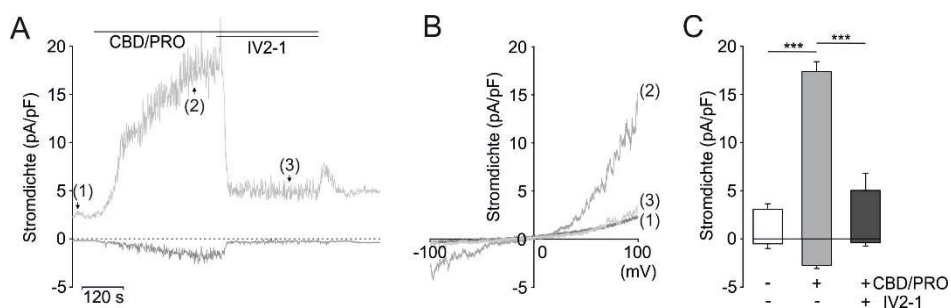 A
CBD/PRO
IV2-1
Stromdichte (pA/pF)
20
15
10
5
0
-5
(1)
(2)
(3)
120 s
B
Stromdichte (pA/pF)
20
15
10
5
0
-5
-100
0
100
(mV)
(2)
(3)
(1)
C
Stromdichte (pA/pF)
20
15
10
5
0
-5
*** ***
- + + CBD/PRO
- - + IV2-1